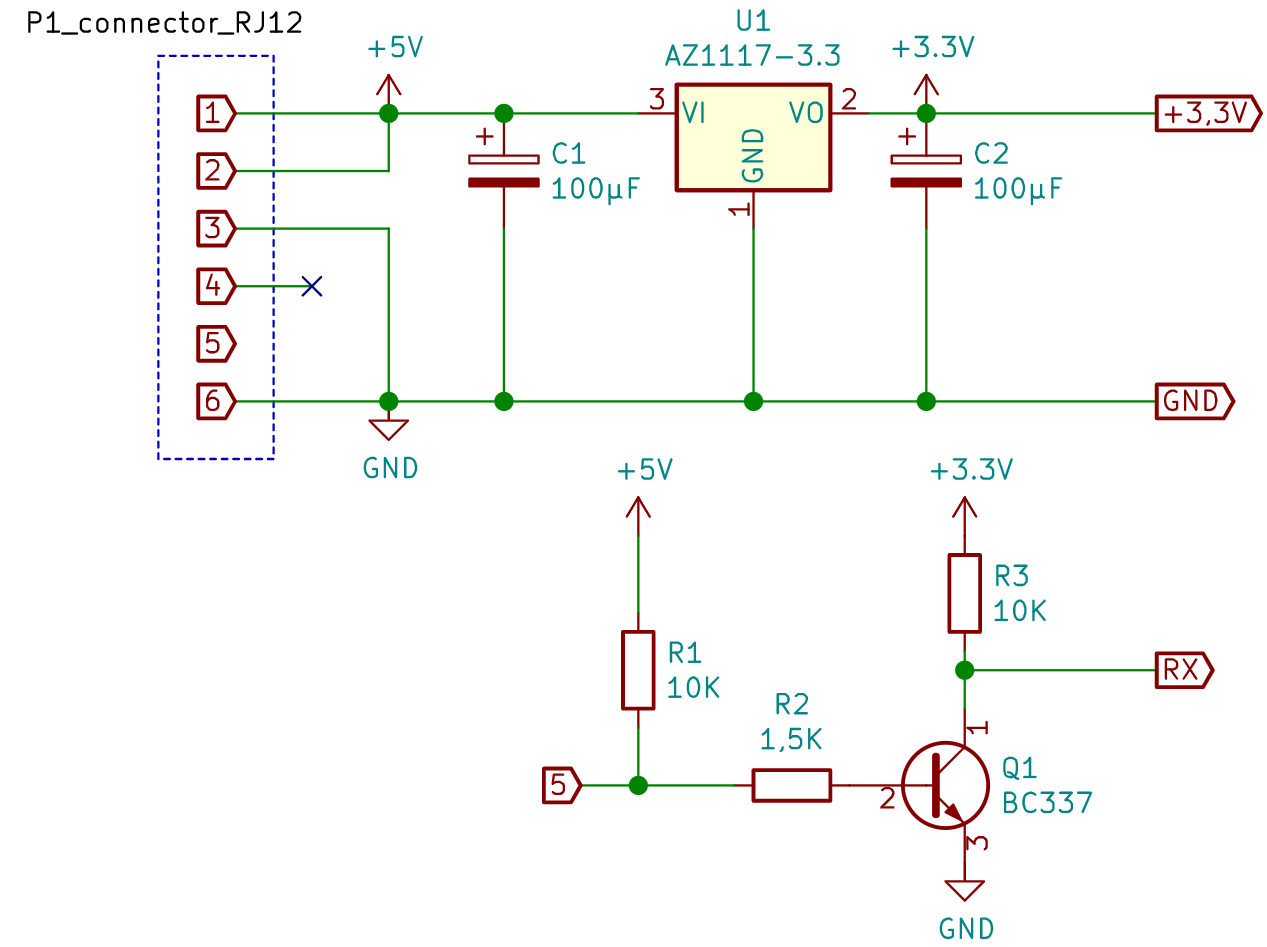 P1_connector_RJ12
+5V
U1
AZ1117-3.3
+3.3V
1
3
VI
VO
2
+3,3V
+
+
GND
2
C1
100µF
C2
100µF
1
3
4
5
6
GND
GND
+5V
+3.3V
R3
10K
R1
10K
RX
R2
1,5K
1
5
2
Q1
BC337
3
GND